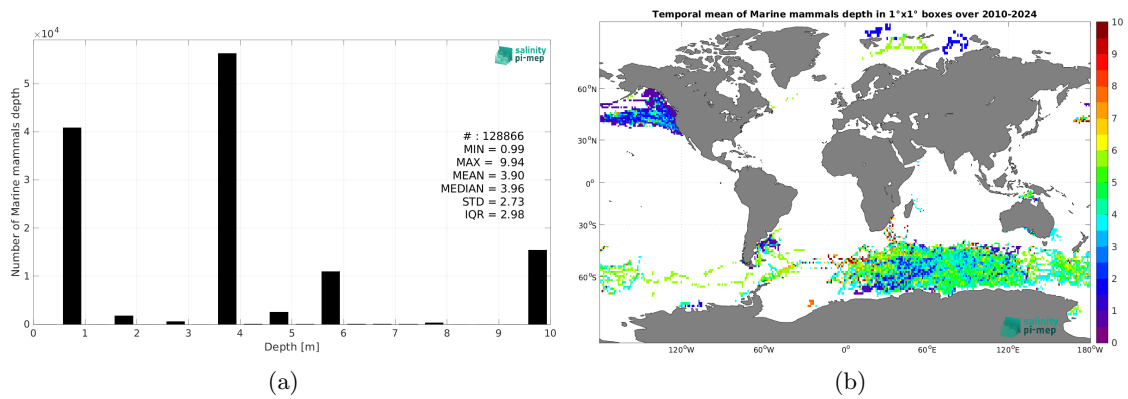 ×10⁴
5
4
3
2
1
0
Number of Marine mammals depth
salinity
pi-mep
# : 128866
MIN = 0.99
MAX = 9.94
MEAN = 3.90
MEDIAN = 3.96
STD = 2.73
IQR = 2.98
0 1 2 3 4 5 6 7 8 9 10
Depth [m]
(a)
Temporal mean of Marine mammals depth in 1°x1° boxes over 2010-2024
60°N
30°N
0°
30°S
60°S
120°W 60°W 0° 60°E 120°E 180°W
salinity
pi-mep
10
9
8
7
6
5
4
3
2
1
0
(b)